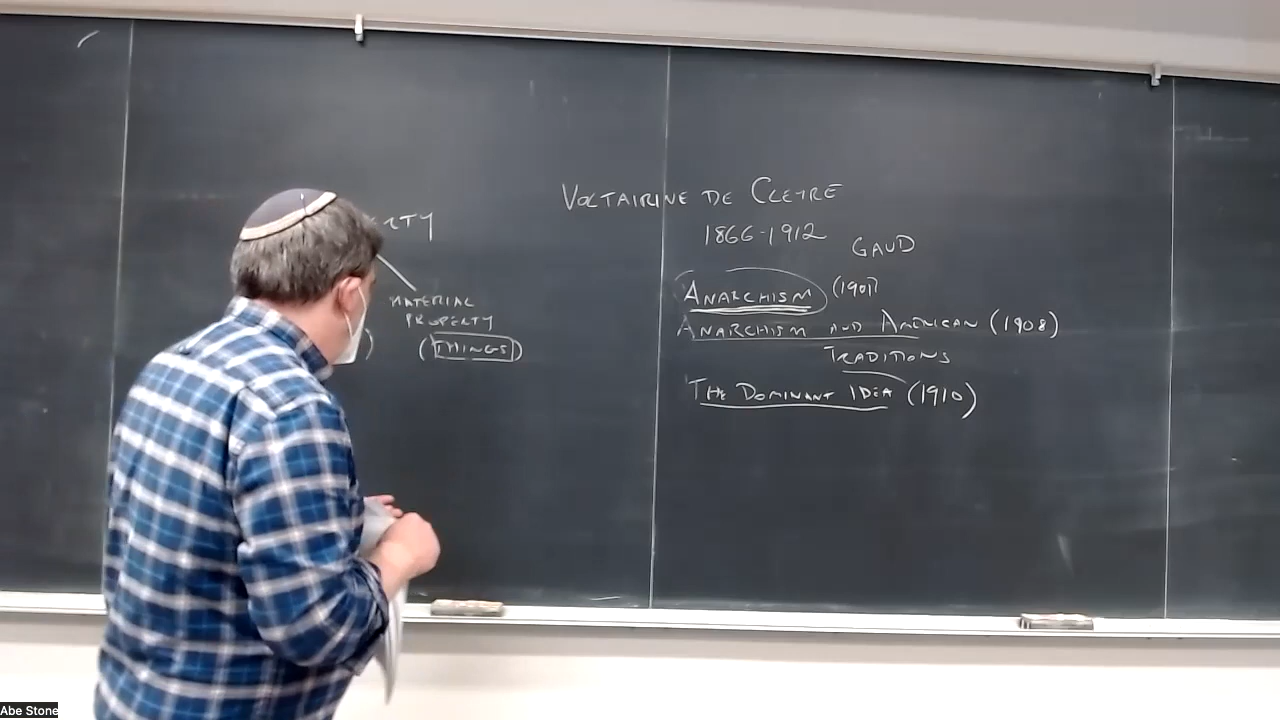 VOLTAIRINE DE CLEYRE
1866-1912
GAUD
ANARCHISM (1901)
ANARCHISM AND AMERICAN (1908)
TRADITIONS
THE DOMINANT IDEA (1910)
RTY
MATERIAL
PROPERTY
(THINGS)
Abe Stone